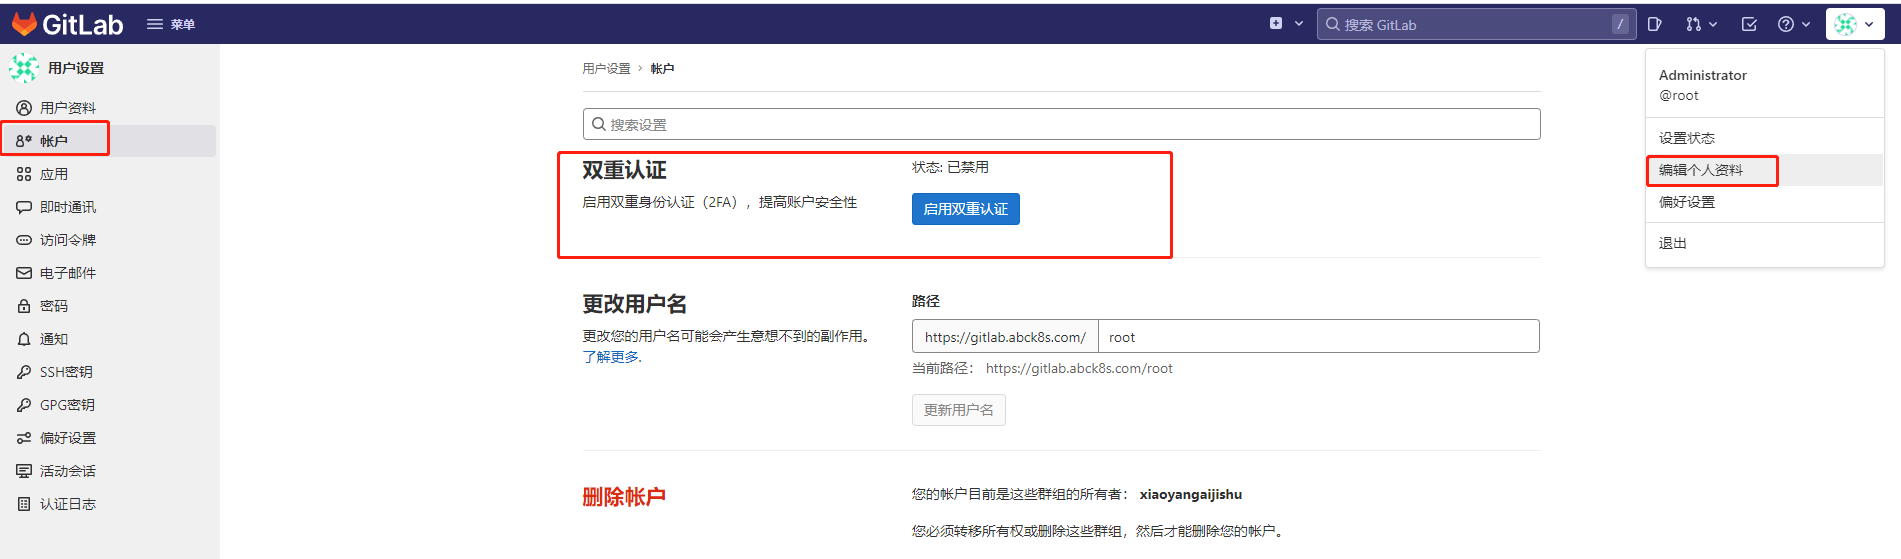 GitLab 菜单
搜索 GitLab /
用户设置
用户资料
帐户
应用
即时通讯
访问令牌
电子邮件
密码
通知
SSH密钥
GPG密钥
偏好设置
活动会话
认证日志
用户设置 › 帐户
搜索设置
双重认证
启用双重身份认证（2FA），提高账户安全性
状态: 已禁用
启用双重认证
更改用户名
更改您的用户名可能会产生意想不到的副作用。
了解更多.
路径
https://gitlab.abck8s.com/ root
当前路径： https://gitlab.abck8s.com/root
更新用户名
删除帐户
您的帐户目前是这些群组的所有者： xiaoyangaijishu
您必须转移所有权或删除这些群组，然后才能删除您的帐户。
Administrator
@root
设置状态
编辑个人资料
偏好设置
退出